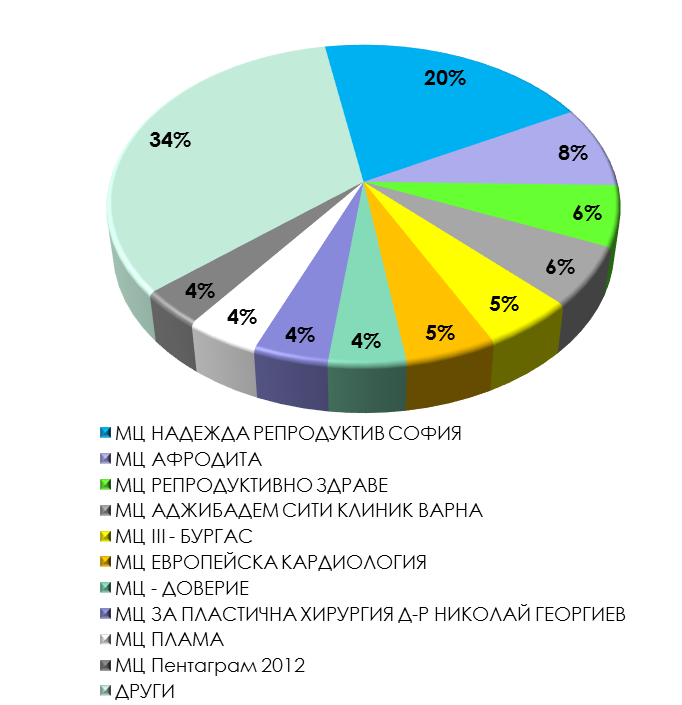 20%
8%
6%
6%
5%
5%
4%
4%
4%
4%
34%
МЦ НАДЕЖДА РЕПРОДУКТИВ СОФИЯ
МЦ АФРОДИТА
МЦ РЕПРОДУКТИВНО ЗДРАВЕ
МЦ АДЖИБАДЕМ СИТИ КЛИНИК ВАРНА
МЦ III - БУРГАС
МЦ ЕВРОПЕЙСКА КАРДИОЛОГИЯ
МЦ - ДОВЕРИЕ
МЦ ЗА ПЛАСТИЧНА ХИРУРГИЯ Д-Р НИКОЛАЙ ГЕОРГИЕВ
МЦ ПЛАМА
МЦ Пентаграм 2012
ДРУГИ